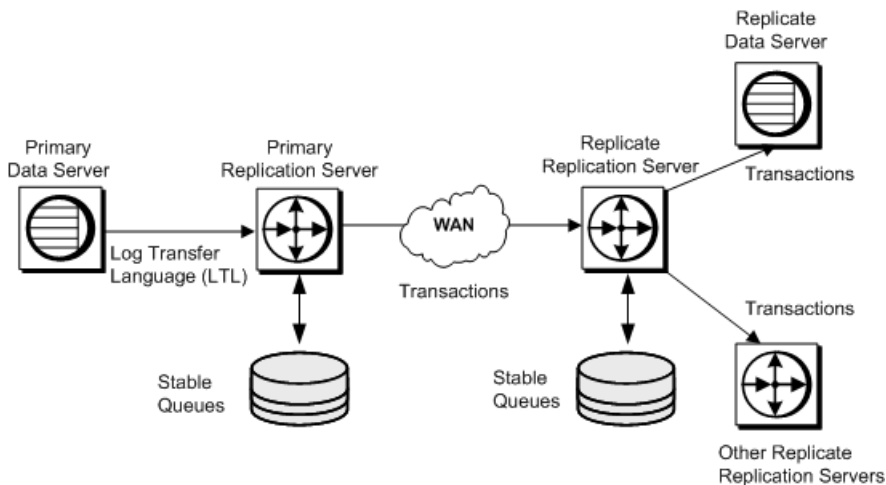 Primary
Data Server
Log Transfer
Language (LTL)
Primary
Replication Server
Stable
Queues
WAN
Transactions
Replicate
Replication Server
Stable
Queues
Replicate
Data Server
Transactions
Transactions
Other Replicate
Replication Servers